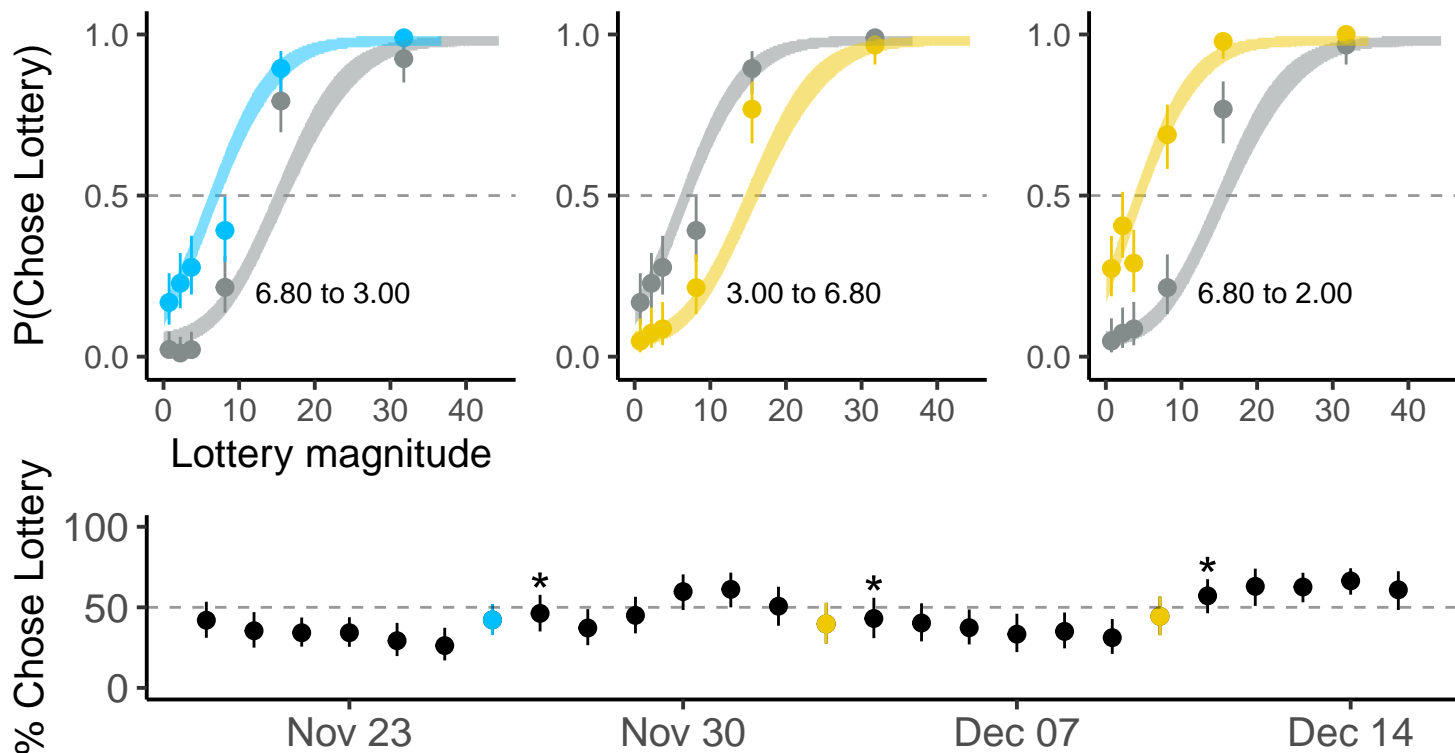 P(Chose Lottery)
1.0
0.5
0.0
6.80 to 3.00
0 10 20 30 40
Lottery magnitude
1.0
0.5
0.0
3.00 to 6.80
0 10 20 30 40
1.0
0.5
0.0
6.80 to 2.00
0 10 20 30 40
% Chose Lottery
100
50
0
* * *
Nov 23 Nov 30 Dec 07 Dec 14